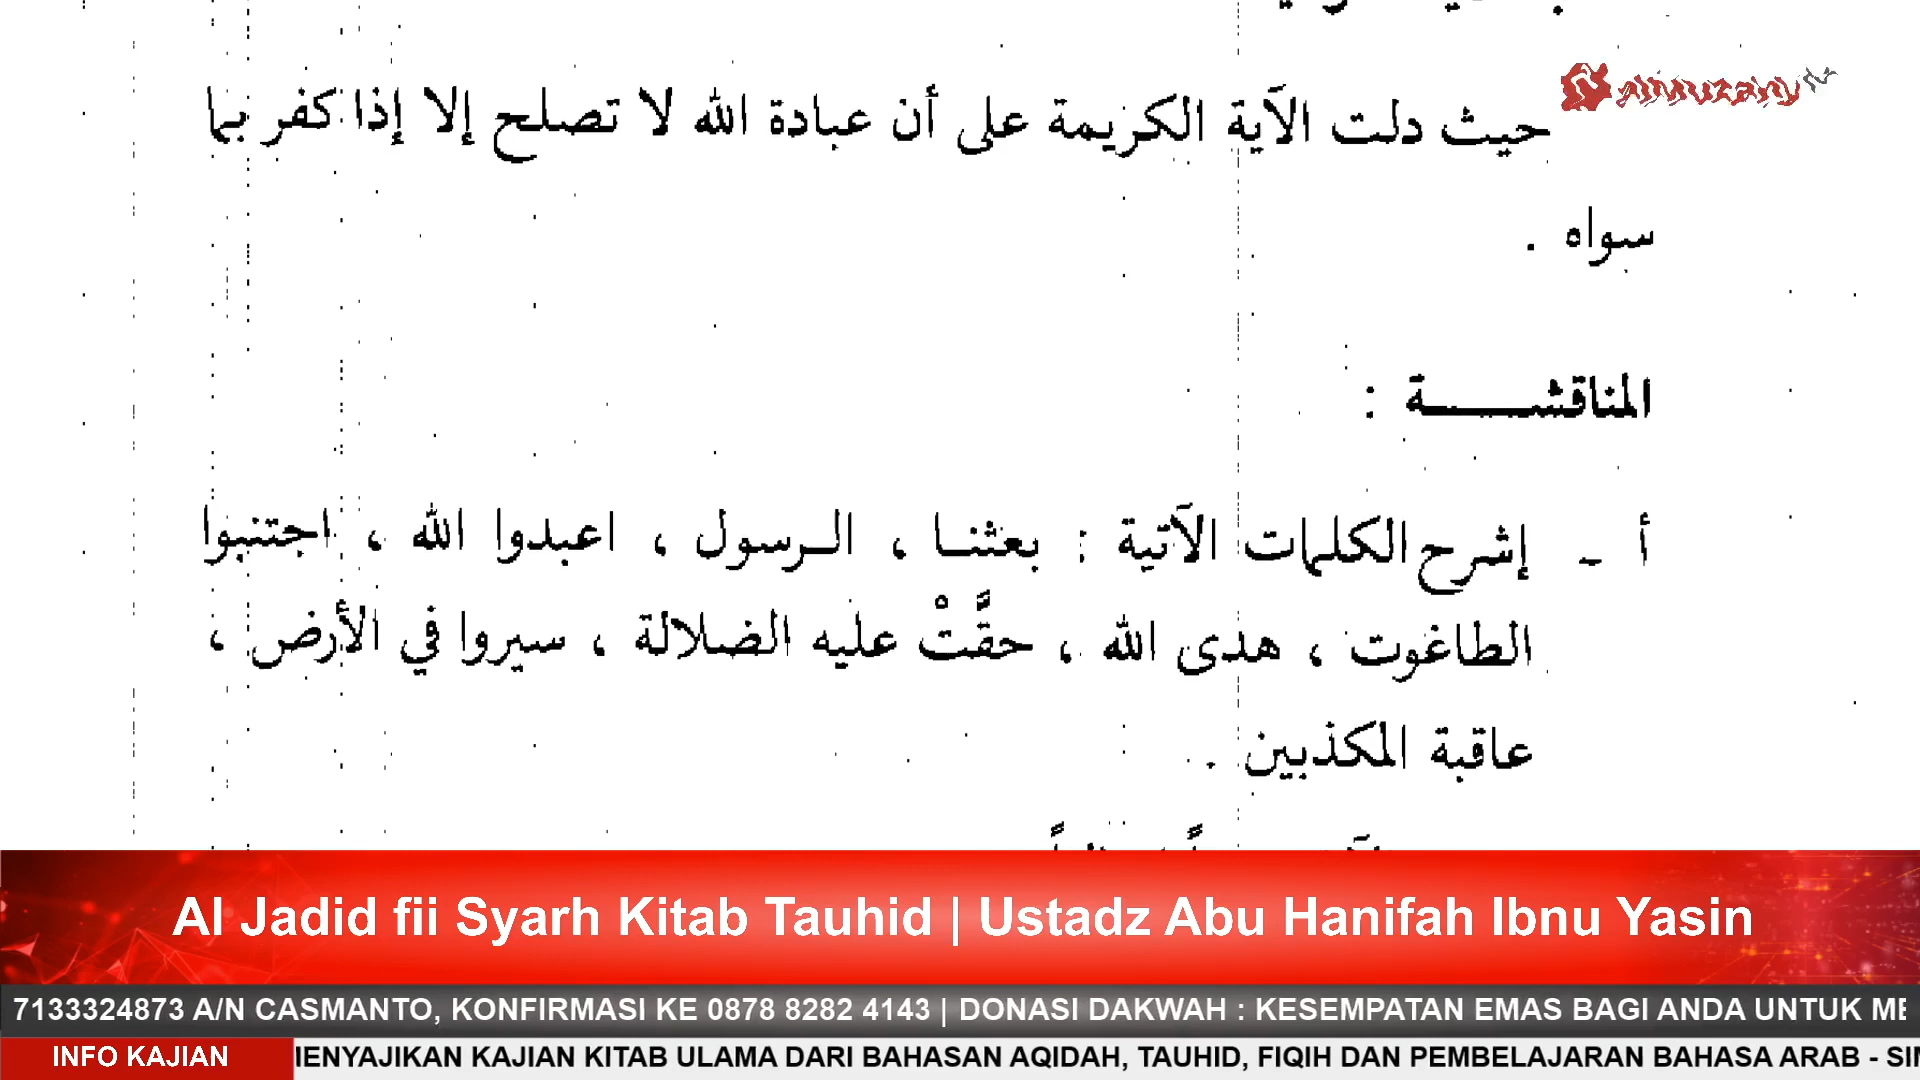 حيث دلت الآية الكريمة على أن عبادة الله لا تصلح إلا إذا كفر بما
سواه .
المناقشـــــــة :
أ ـ إشرح الكلمات الآتية : بعثنـا ، الـرسول ، اعبدوا الله ، اجتنبوا
الطاغوت ، هدى الله ، حقَّتْ عليه الضلالة ، سيروا في الأرض ،
عاقبة المكذبين .
Al Jadid fii Syarh Kitab Tauhid | Ustadz Abu Hanifah Ibnu Yasin
7133324873 A/N CASMANTO, KONFIRMASI KE 0878 8282 4143 | DONASI DAKWAH : KESEMPATAN EMAS BAGI ANDA UNTUK ME
INFO KAJIAN MENYAJIKAN KAJIAN KITAB ULAMA DARI BAHASAN AQIDAH, TAUHID, FIQIH DAN PEMBELAJARAN BAHASA ARAB - SI